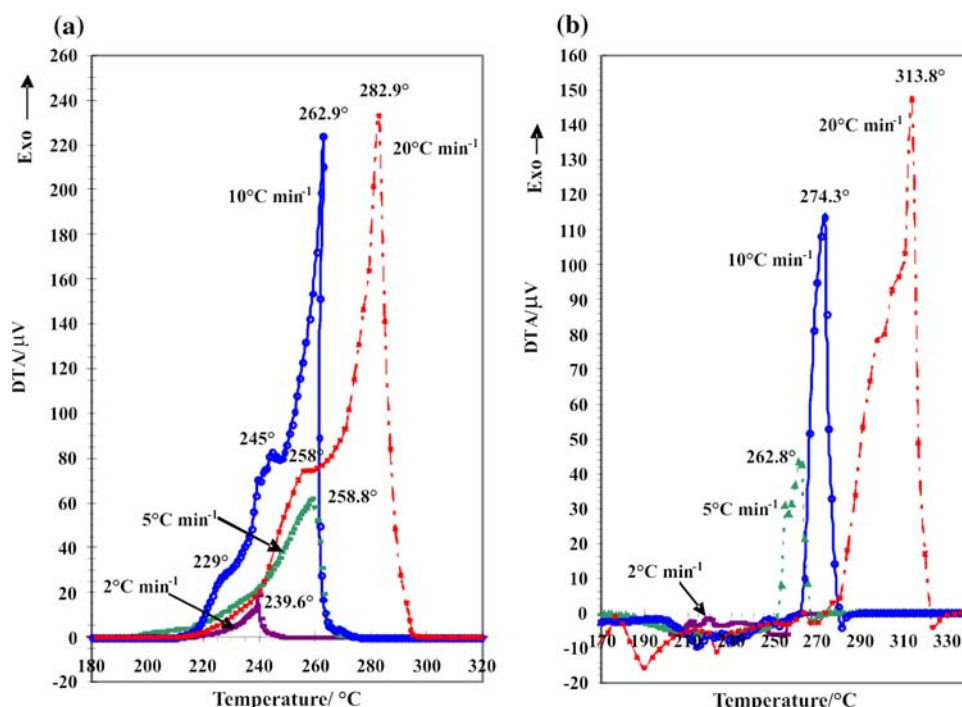 (a)
260
240
220
200
180
160
140
120
100
80
60
40
20
0
-20
Exo
DTA/µV
282.9°
262.9°
20°C min-1
10°C min-1
245°
258°
258.8°
5°C min-1
229°
2°C min-1
239.6°
180 200 220 240 260 280 300 320
Temperature/ °C
(b)
160
150
140
130
120
110
100
90
80
70
60
50
40
30
20
10
0
-10
-20
Exo
DTA/µV
313.8°
20°C min-1
274.3°
10°C min-1
262.8°
5°C min-1
2°C min-1
170 190 210 230 250 270 290 310 330
Temperature/ °C